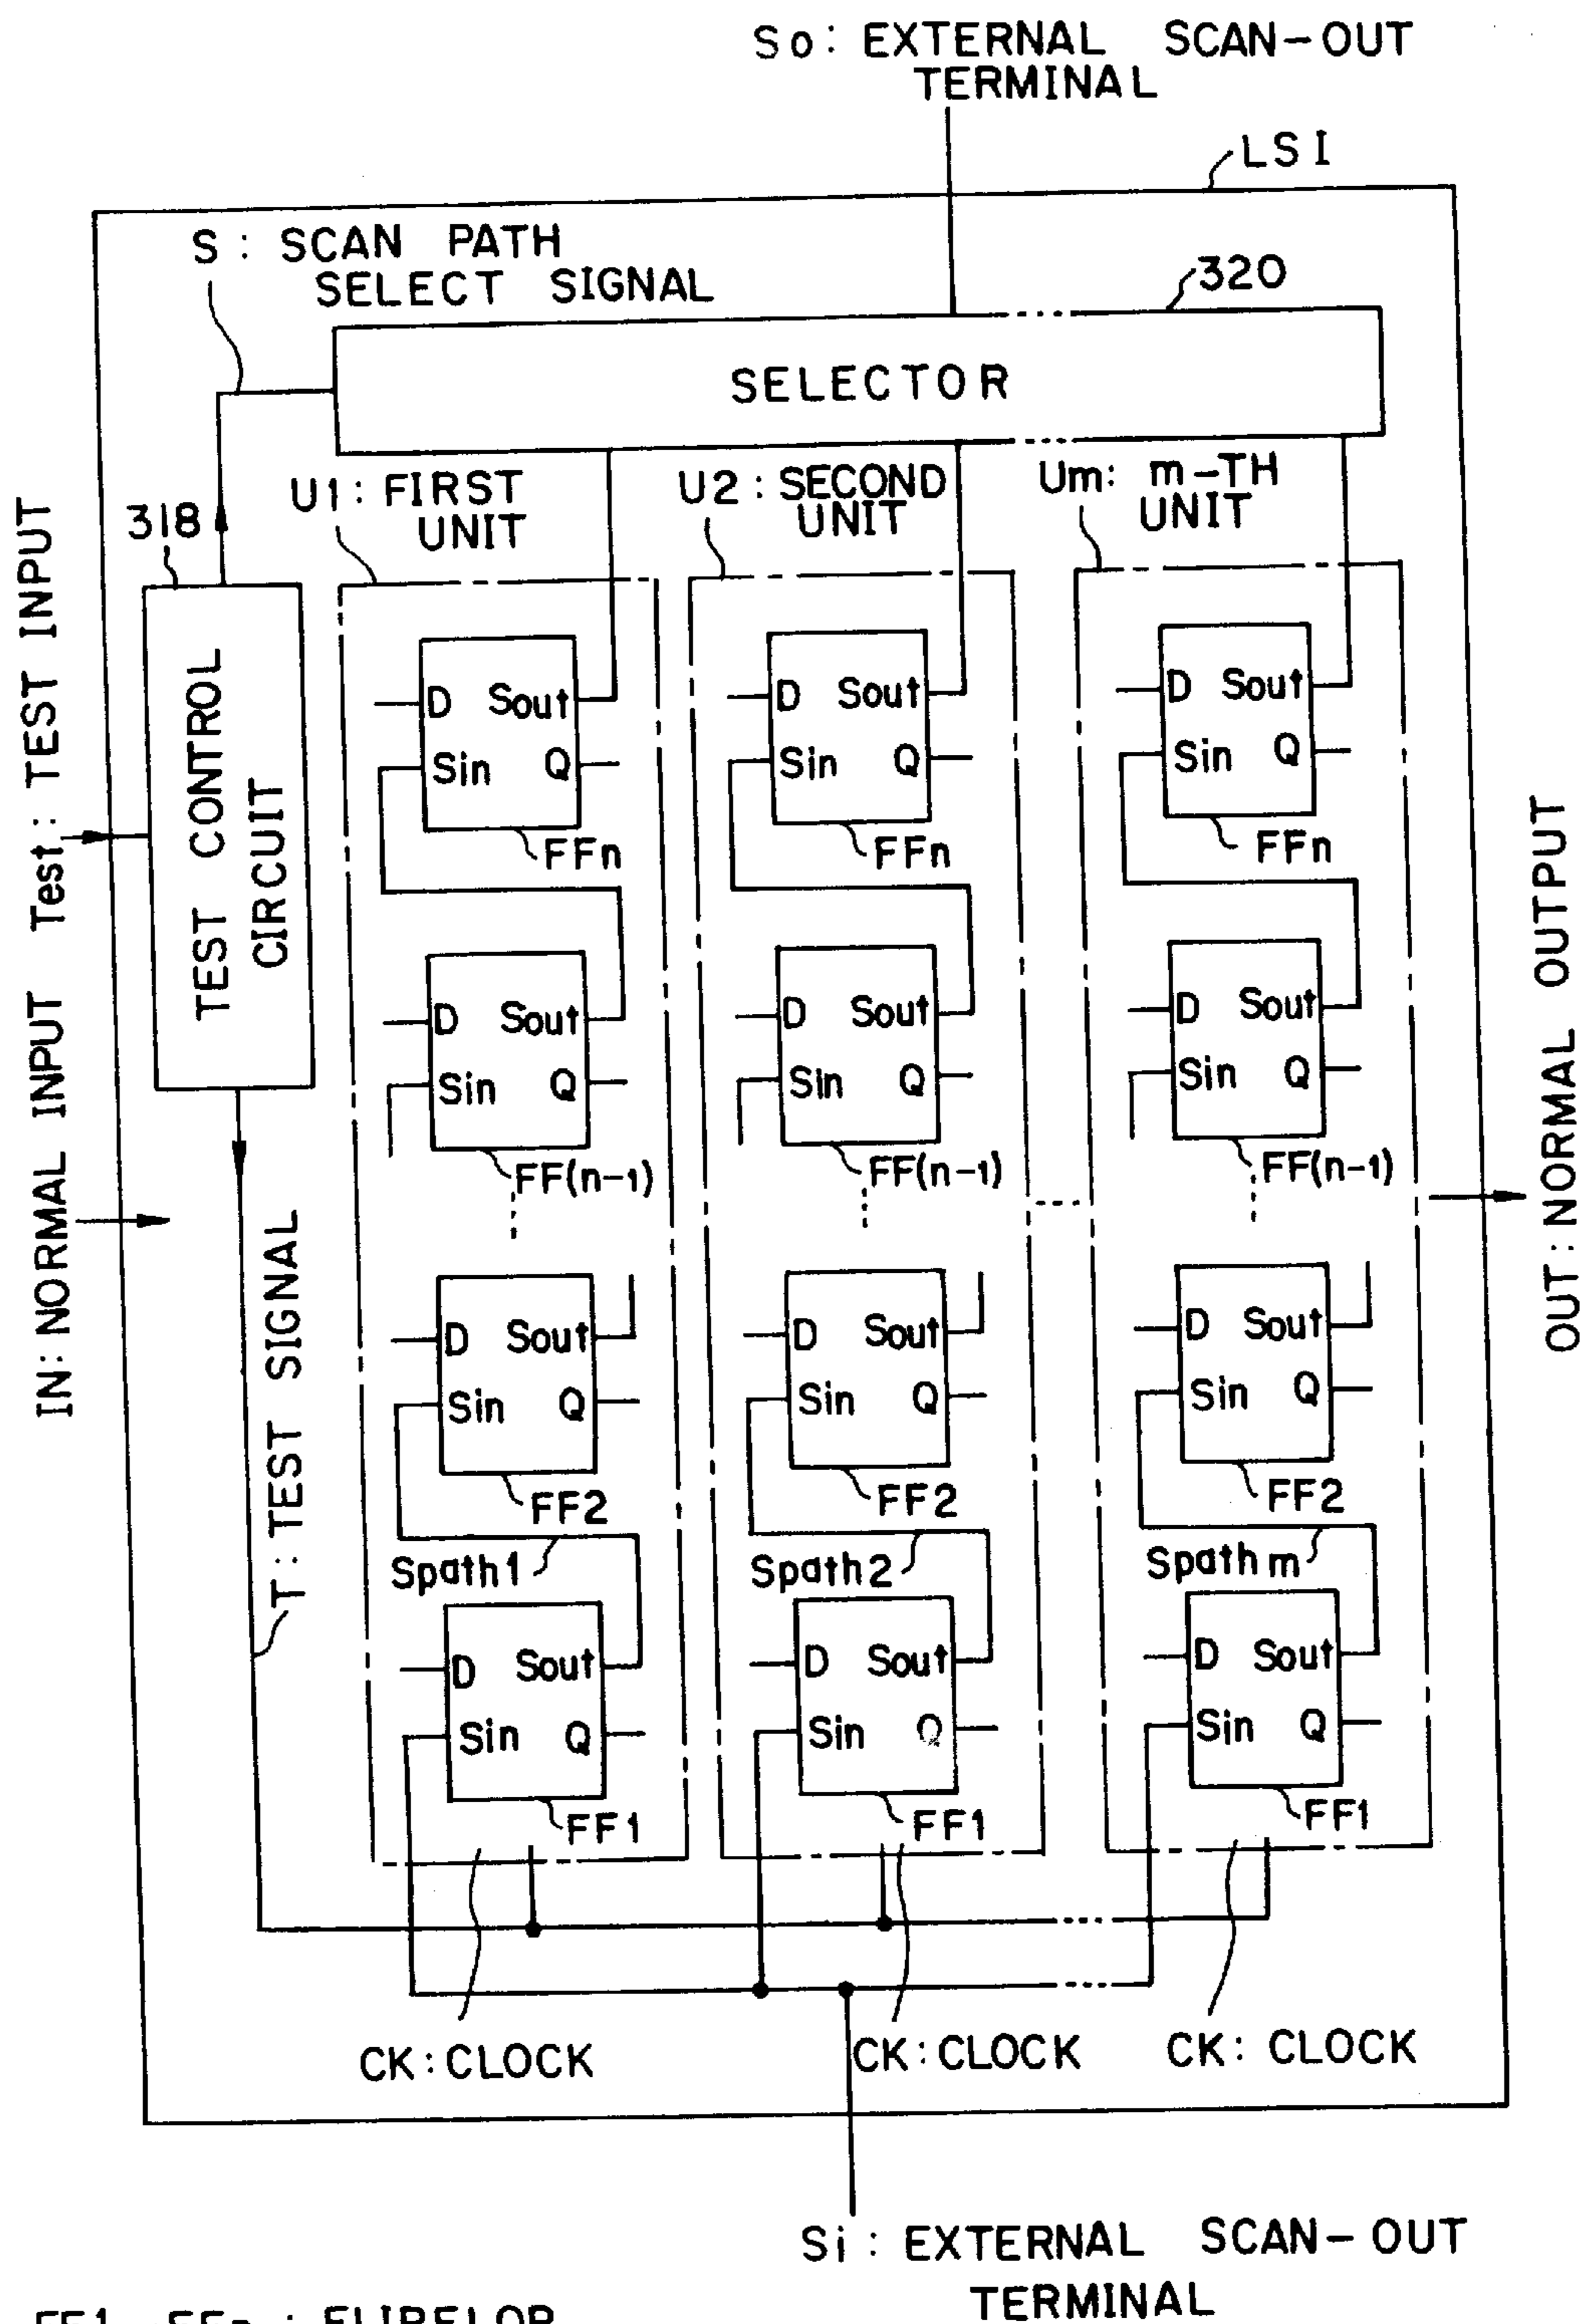 So: EXTERNAL SCAN-OUT
TERMINAL
LSI
S: SCAN PATH
SELECT SIGNAL
320
SELECTOR
U1: FIRST
UNIT
U2: SECOND
UNIT
Um: m-TH
UNIT
318
TEST CONTROL
CIRCUIT
Test: TEST INPUT
IN: NORMAL INPUT
OUT: NORMAL OUTPUT
T: TEST SIGNAL
D Sout
Sin Q
FFn
D Sout
Sin Q
FFn
D Sout
Sin Q
FFn
D Sout
Sin Q
FF(n-1)
D Sout
Sin Q
FF(n-1)
D Sout
Sin Q
FF(n-1)
D Sout
Sin Q
FF2
D Sout
Sin Q
FF2
D Sout
Sin Q
FF2
Spath1
Spath2
Spath m
D Sout
Sin Q
FF1
D Sout
Sin Q
FF1
D Sout
Sin Q
FF1
CK: CLOCK
CK: CLOCK
CK: CLOCK
Si: EXTERNAL SCAN-OUT
TERMINAL